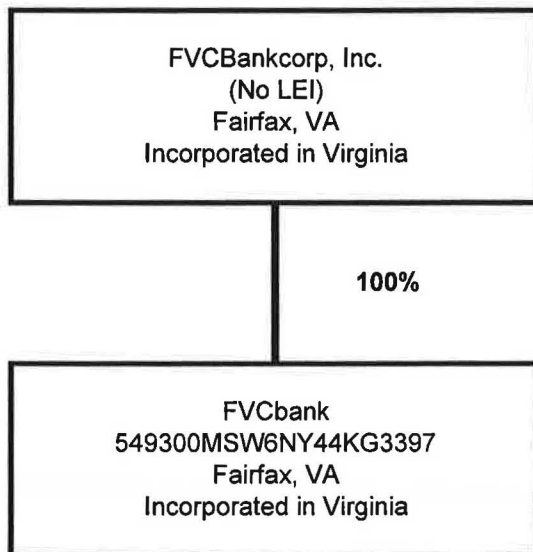 FVCBankcorp, Inc.
(No LEI)
Fairfax, VA
Incorporated in Virginia
100%
FVCbank
549300MSW6NY44KG3397
Fairfax, VA
Incorporated in Virginia